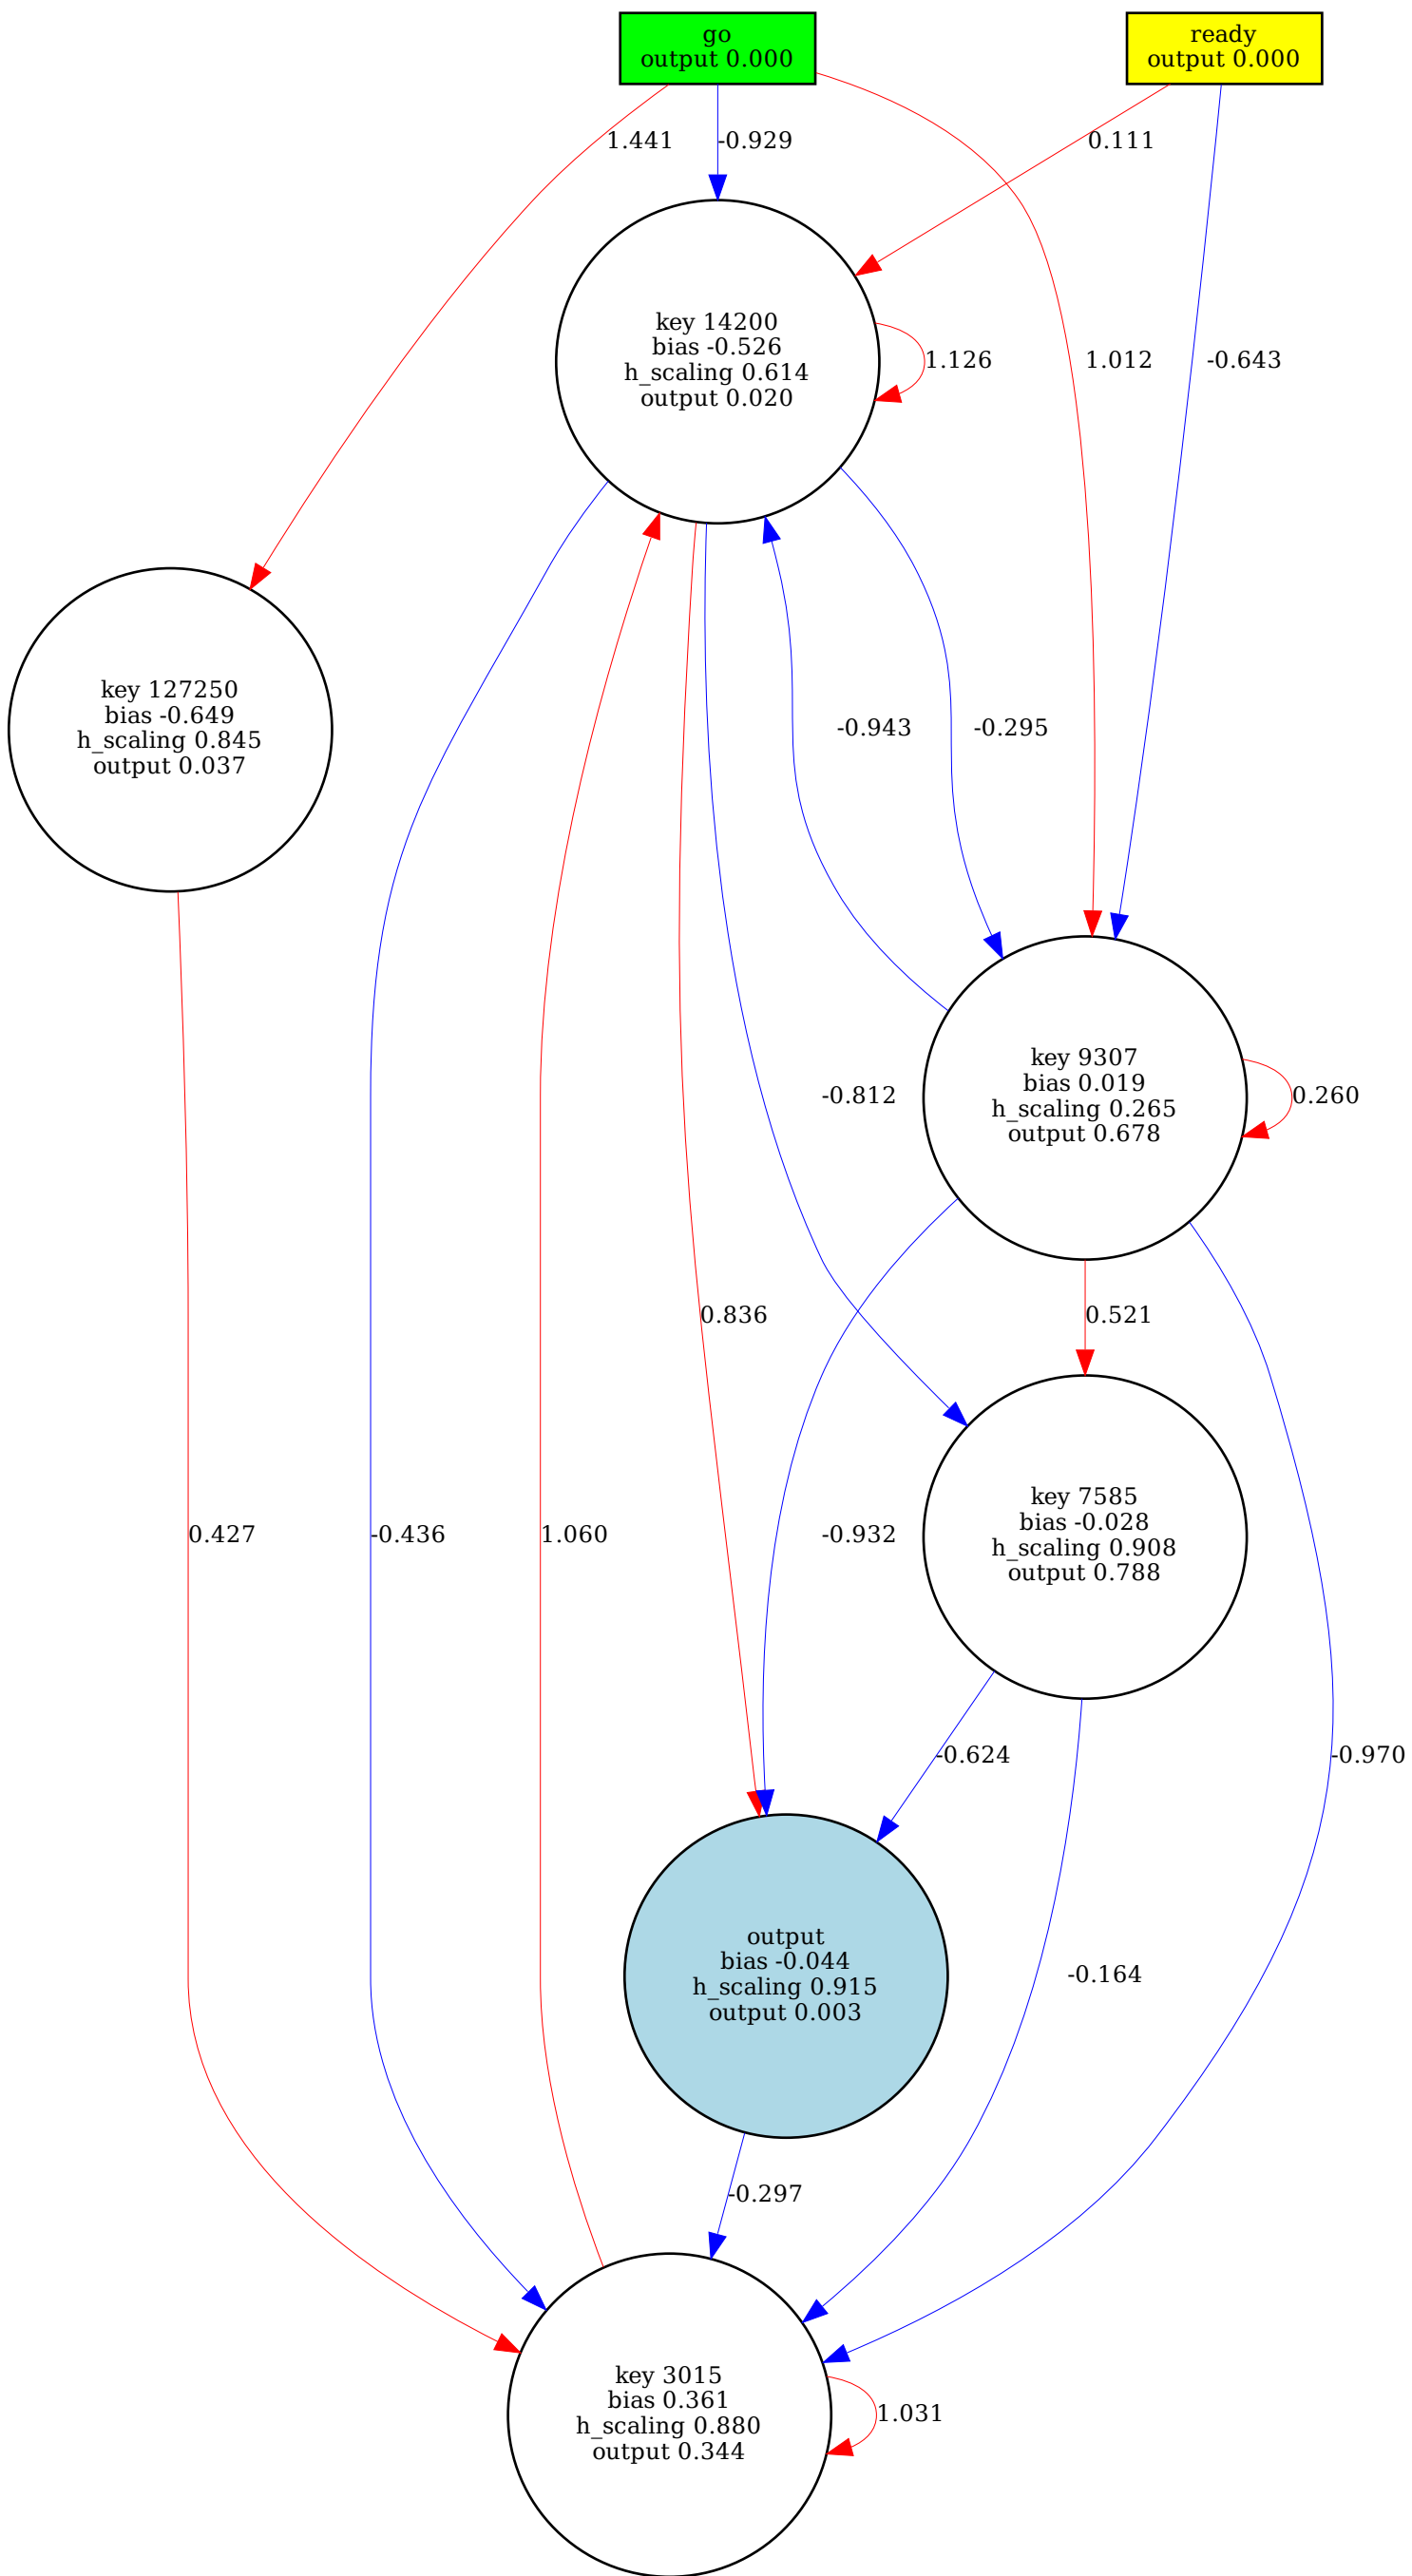 go
output 0.000
ready
output 0.000
1.441
-0.929
0.111
key 14200
bias -0.526
h_scaling 0.614
output 0.020
1.126
1.012
-0.643
key 127250
bias -0.649
h_scaling 0.845
output 0.037
-0.943
-0.295
key 9307
bias 0.019
h_scaling 0.265
output 0.678
-0.812
0.260
0.836
0.521
key 7585
bias -0.028
h_scaling 0.908
output 0.788
0.427
-0.436
1.060
-0.932
-0.624
-0.970
output
bias -0.044
h_scaling 0.915
output 0.003
-0.164
-0.297
key 3015
bias 0.361
h_scaling 0.880
output 0.344
1.031